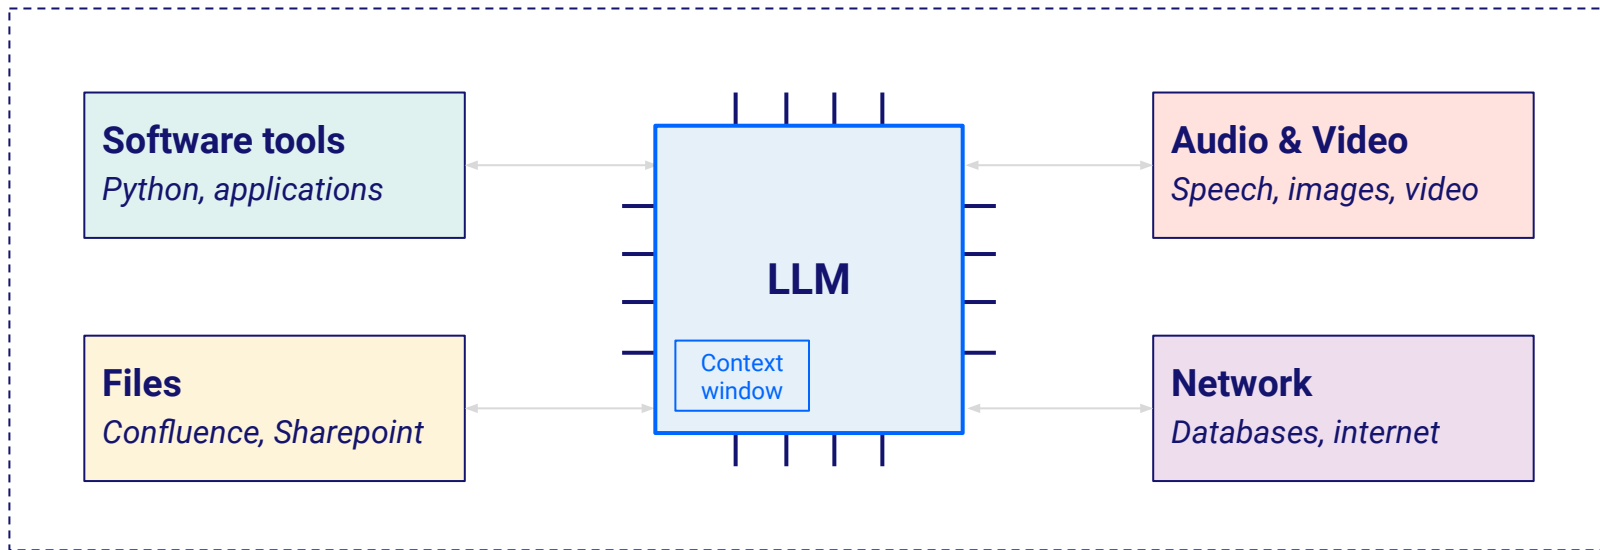 Software tools
Python, applications
Files
Confluence, Sharepoint
LLM
Context
window
Audio & Video
Speech, images, video
Network
Databases, internet